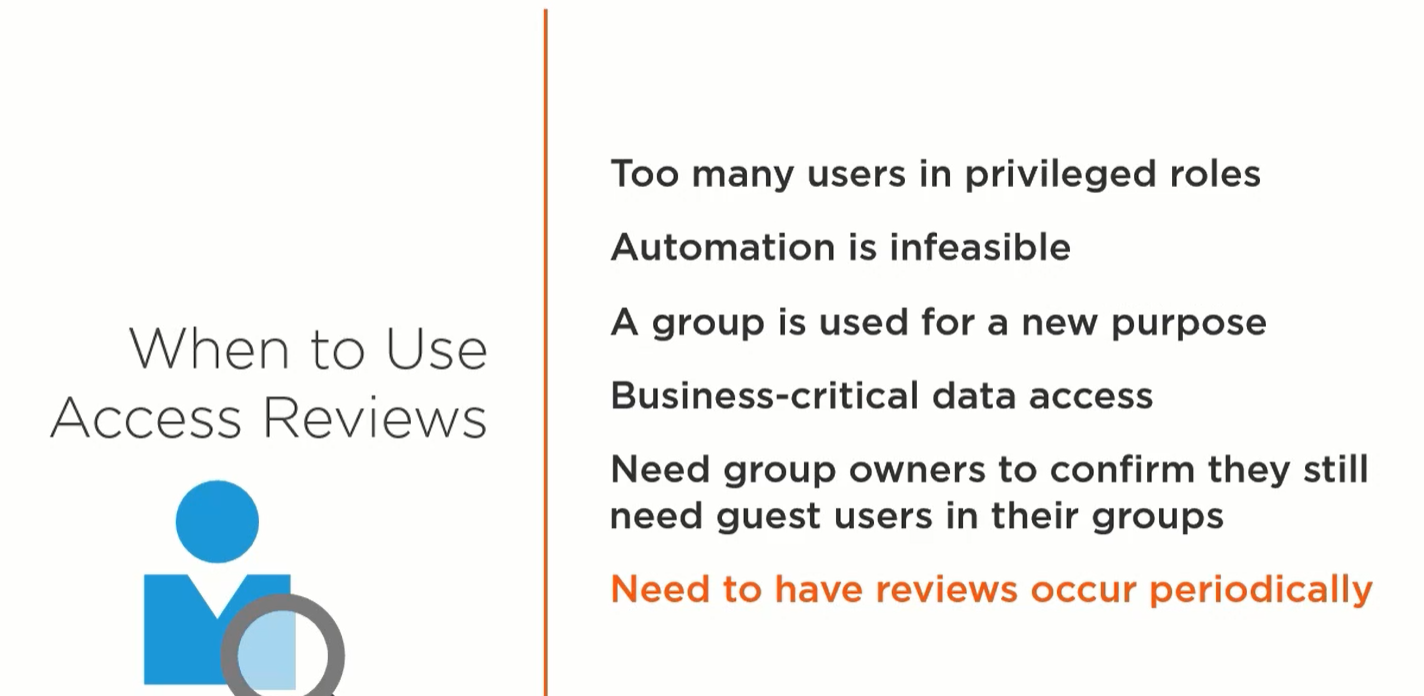 When to Use
Access Reviews
Too many users in privileged roles
Automation is infeasible
A group is used for a new purpose
Business-critical data access
Need group owners to confirm they still
need guest users in their groups
Need to have reviews occur periodically